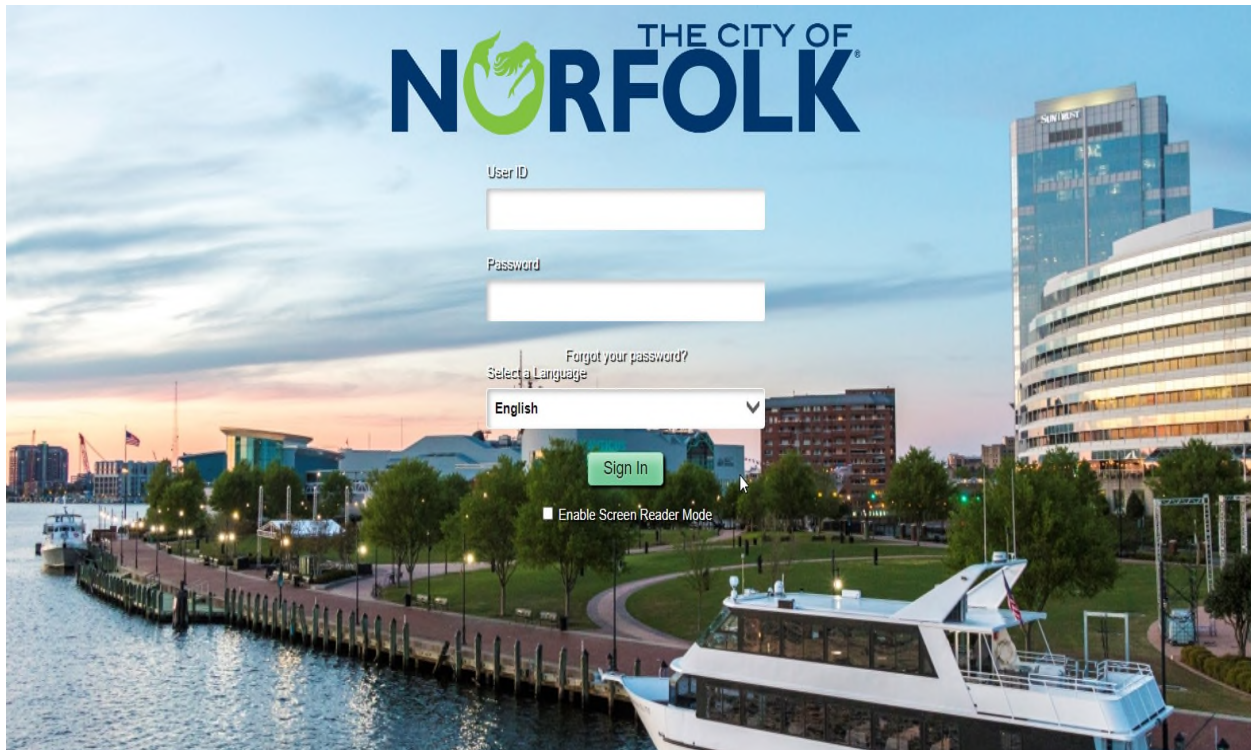 THE CITY OF
NORFOLK®
SUNTRUST
User ID
Password
Forgot your password?
Select a Language
English
Sign In
Enable Screen Reader Mode